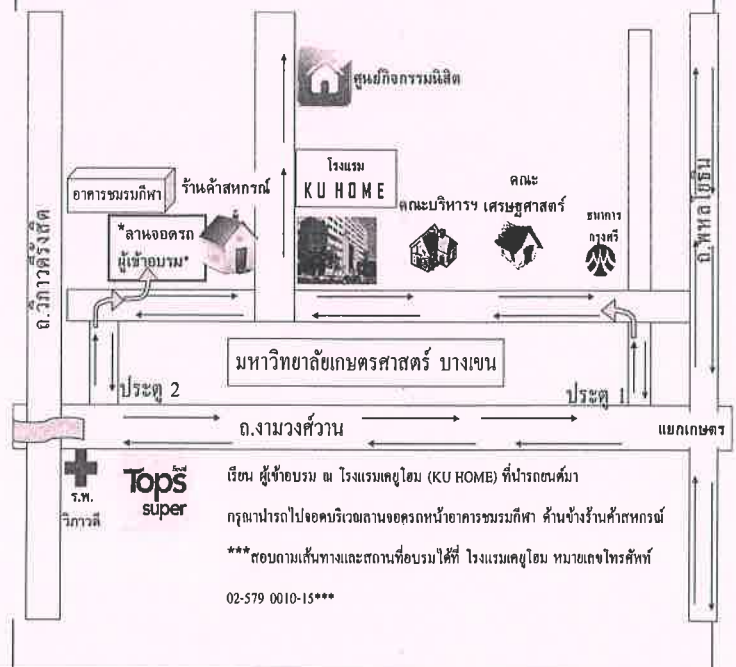 ศูนย์กิจกรรมนิสิต
โรงแรม
KU HOME
อาคารชมรมกีฬา
ร้านค้าสหกรณ์
*ลานจอดรถ
ผู้เข้าอบรม*
คณะบริหารฯ
คณะ
เศรษฐศาสตร์
ธนาคาร
กรุงศรี
ถ.วิภาวดีรังสิต
ถ.พหลโยธิน
มหาวิทยาลัยเกษตรศาสตร์ บางเขน
ประตู 2
ประตู 1
ถ.งามวงศ์วาน
แยกเกษตร
ร.พ.
วิภาวดี
ท็อปส์
Tops
super
เรียน ผู้เข้าอบรม ณ โรงแรมเคยูโฮม (KU HOME) ที่นำรถยนต์มา
กรุณานำรถไปจอดบริเวณลานจอดรถหน้าอาคารชมรมกีฬา ด้านข้างร้านค้าสหกรณ์
***สอบถามเส้นทางและสถานที่อบรมได้ที่ โรงแรมเคยูโฮม หมายเลขโทรศัพท์
02-579 0010-15***